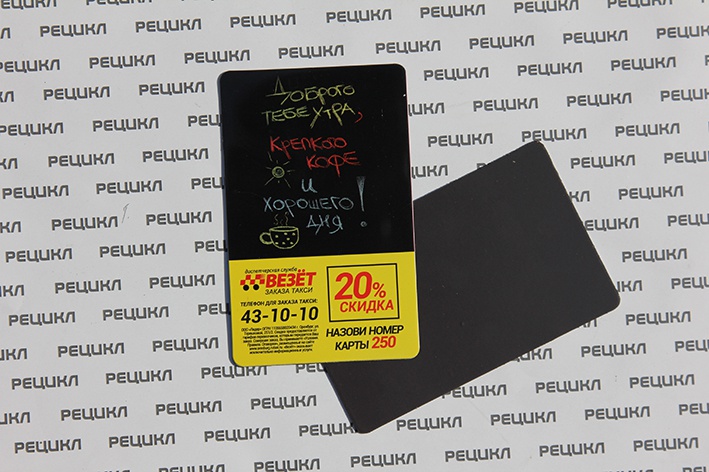 ДОБРОГО
ТЕБЕ УТРА,
КРЕПКОГО
КОФЕ
И
ХОРОШЕГО
ДНЯ!
Диспетчерская служба
ВЕЗЁТ
ЗАКАЗА ТАКСИ
ТЕЛЕФОН ДЛЯ ЗАКАЗА ТАКСИ:
43-10-10
20%
СКИДКА
НАЗОВИ НОМЕР
КАРТЫ 250
РЕЦИКЛ